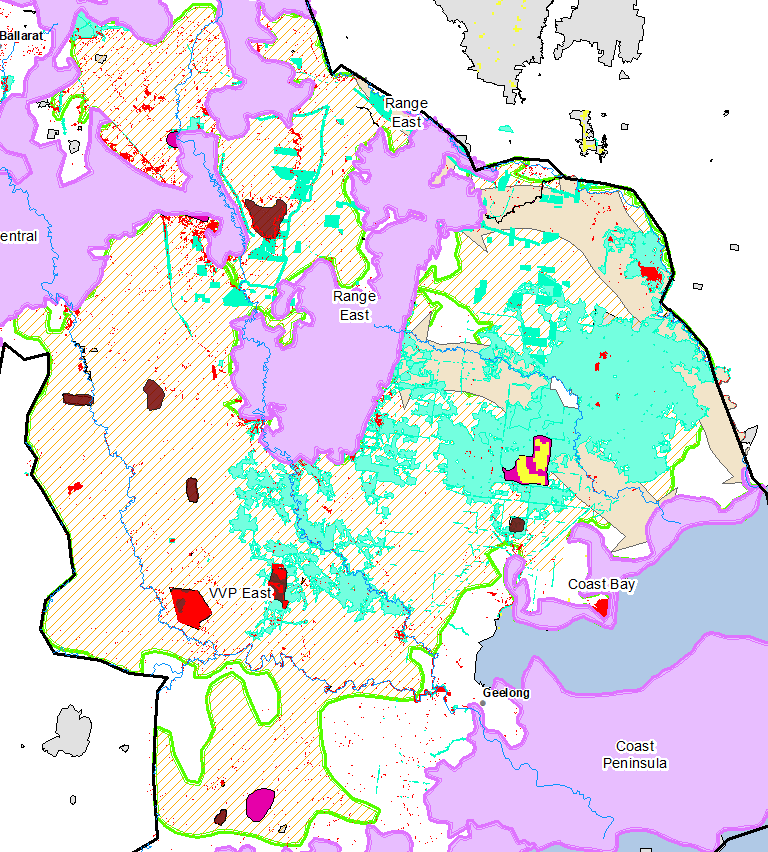 Ballarat
Range
East
entral
Range
East
VVP East
Coast Bay
Geelong
Coast
Peninsula